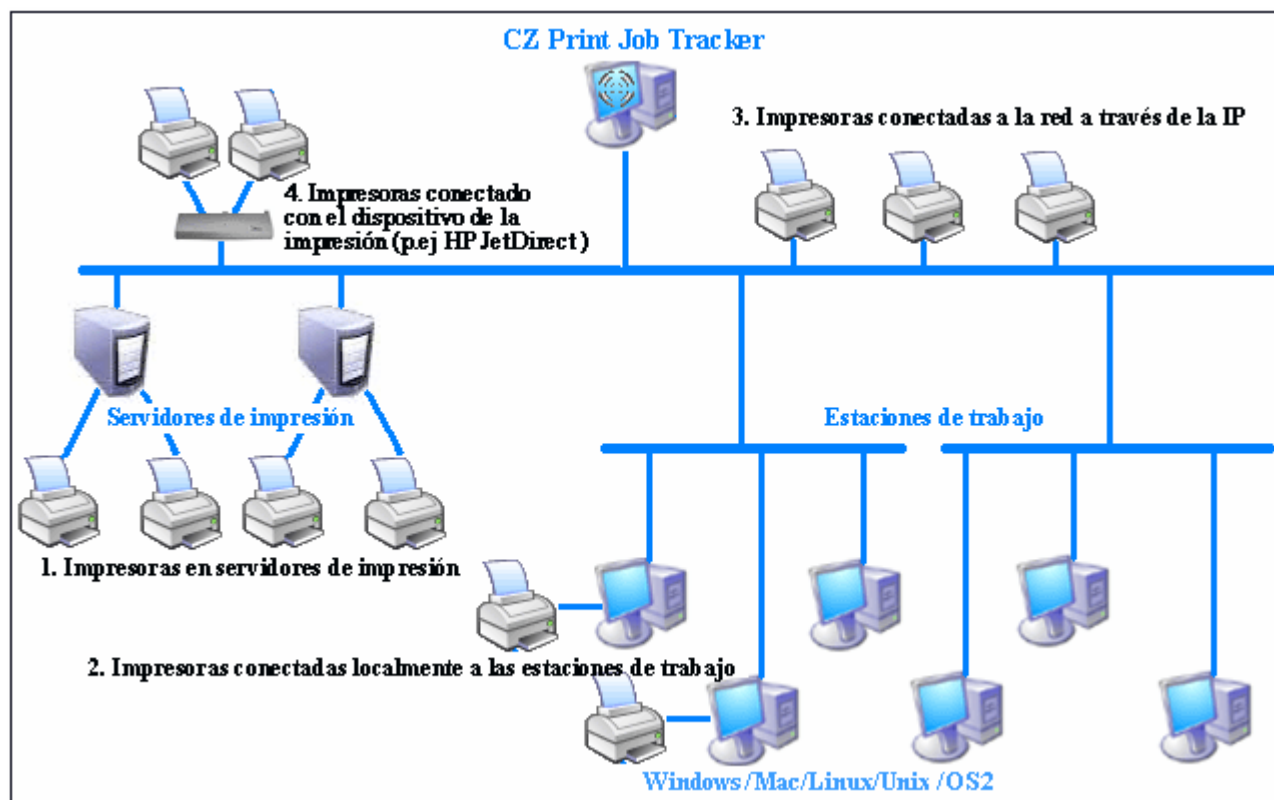 CZ Print Job Tracker
3. Impresoras conectadas a la red a través de la IP
4. Impresoras conectado
con el dispositivo de la
impresión (p.ej HP JetDirect )
Servidores de impresión
Estaciones de trabajo
1. Impresoras en servidores de impresión
2. Impresoras conectadas localmente a las estaciones de trabajo
Windows /Mac/Linux/Unix /OS2